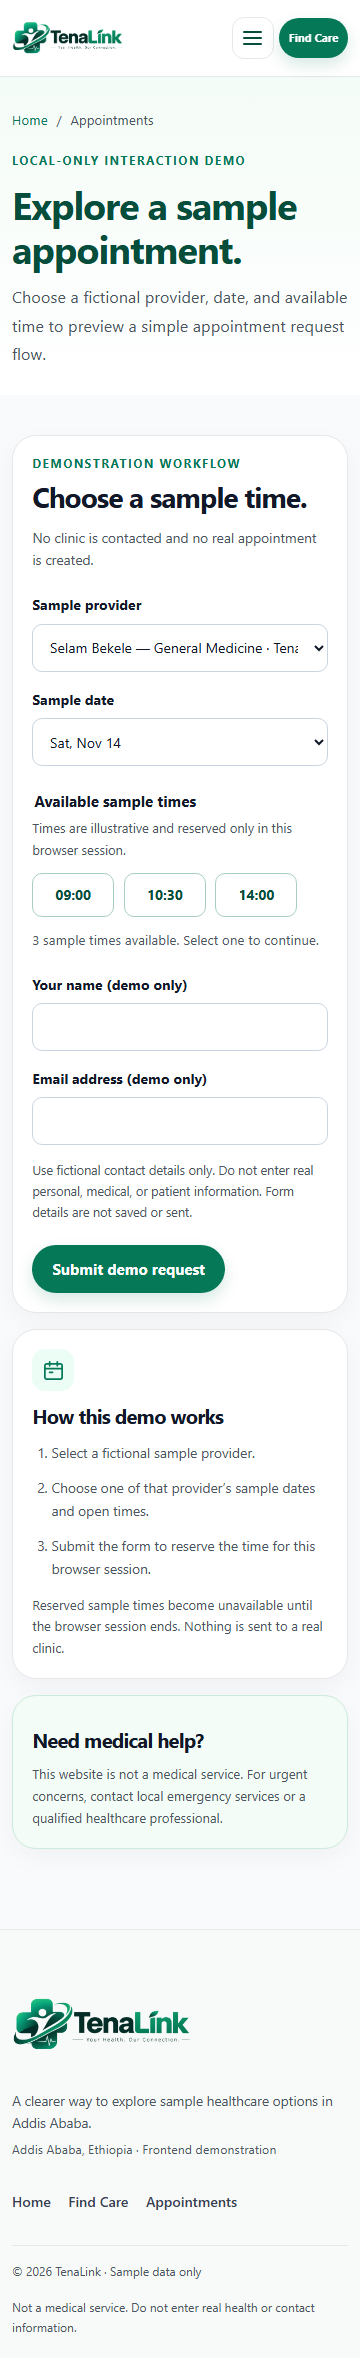 TenaLink
Your Health. Our Connection.
Find Care
Home / Appointments
LOCAL-ONLY INTERACTION DEMO
Explore a sample
appointment.
Choose a fictional provider, date, and available
time to preview a simple appointment request
flow.
DEMONSTRATION WORKFLOW
Choose a sample time.
No clinic is contacted and no real appointment
is created.
Sample provider
Selam Bekele — General Medicine · Tena
Sample date
Sat, Nov 14
Available sample times
Times are illustrative and reserved only in this
browser session.
09:00 10:30 14:00
3 sample times available. Select one to continue.
Your name (demo only)
Email address (demo only)
Use fictional contact details only. Do not enter real
personal, medical, or patient information. Form
details are not saved or sent.
Submit demo request
How this demo works
1. Select a fictional sample provider.
2. Choose one of that provider's sample dates
and open times.
3. Submit the form to reserve the time for this
browser session.
Reserved sample times become unavailable until
the browser session ends. Nothing is sent to a real
clinic.
Need medical help?
This website is not a medical service. For urgent
concerns, contact local emergency services or a
qualified healthcare professional.
TenaLink
Your Health. Our Connection.
A clearer way to explore sample healthcare options in
Addis Ababa.
Addis Ababa, Ethiopia · Frontend demonstration
Home Find Care Appointments
© 2026 TenaLink · Sample data only
Not a medical service. Do not enter real health or contact
information.